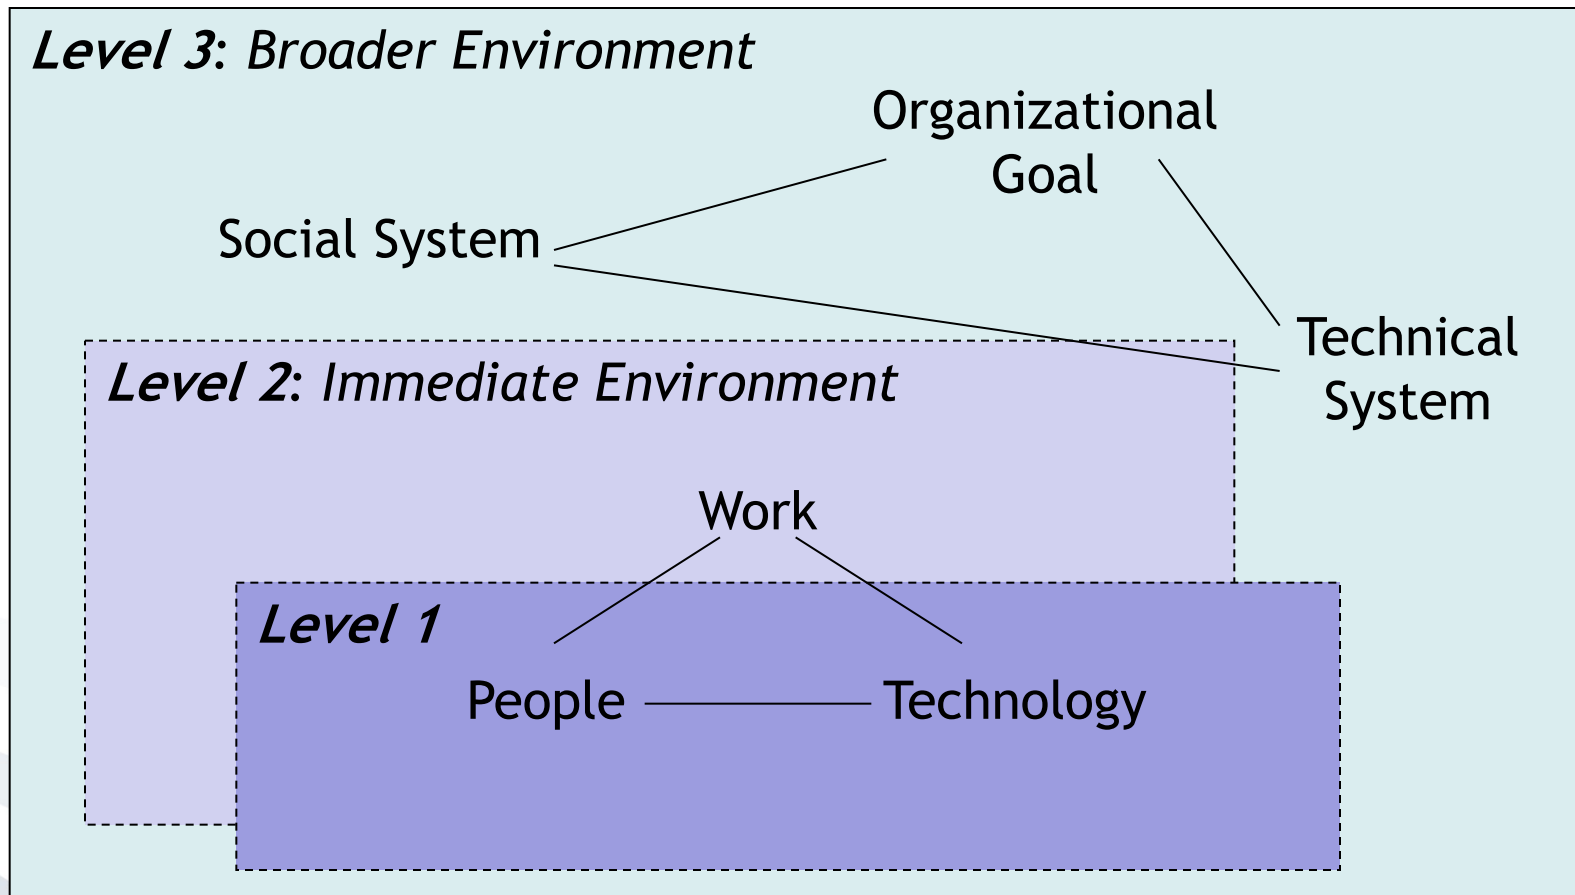 Level 3: Broader Environment
Organizational
Goal
Social System
Technical
System
Level 2: Immediate Environment
Work
Level 1
People
Technology